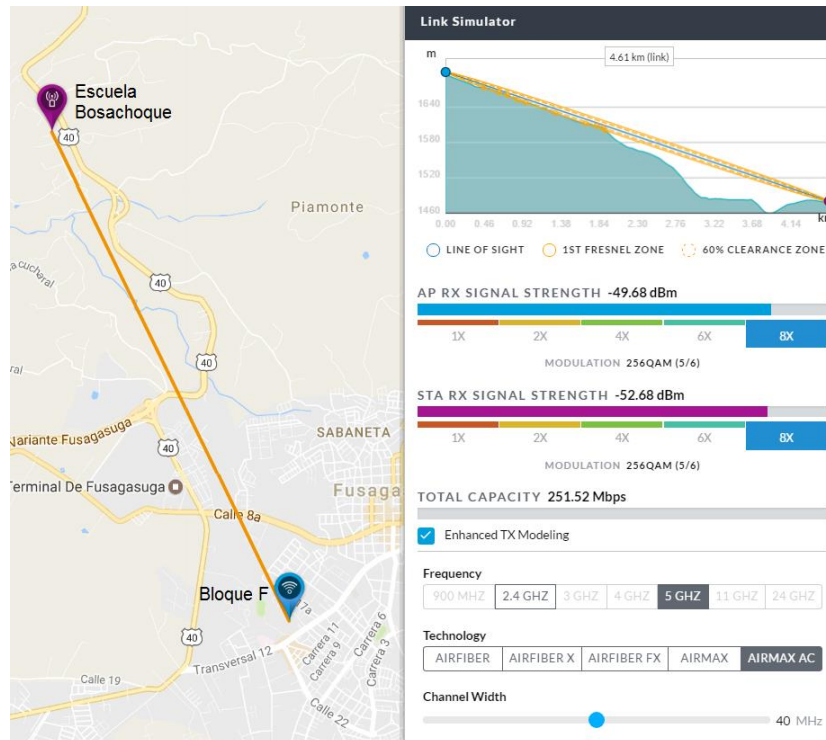 Escuela
Bosachoque
40
Piamonte
cucheral
40
ral
40
Variante Fusagasuga
40
SABANETA
Terminal De Fusagasuga
Fusaga
Calle 8a
Bloque F
17a
40
Transversal 12
Carrera 11
Carrera 9
Carrera 6
Carrera 3
Calle 19
Calle 22
Link Simulator
m
4.61 km (link)
1640
1580
1520
1460
0.00 0.46 0.92 1.38 1.84 2.30 2.76 3.22 3.68 4.14
LINE OF SIGHT 1ST FRESNEL ZONE 60% CLEARANCE ZONE
AP RX SIGNAL STRENGTH -49.68 dBm
1X 2X 4X 6X 8X
MODULATION 256QAM (5/6)
STA RX SIGNAL STRENGTH -52.68 dBm
1X 2X 4X 6X 8X
MODULATION 256QAM (5/6)
TOTAL CAPACITY 251.52 Mbps
Enhanced TX Modeling
Frequency
900 MHZ 2.4 GHZ 3 GHZ 4 GHZ 5 GHZ 11 GHZ 24 GHZ
Technology
AIRFIBER AIRFIBER X AIRFIBER FX AIRMAX AIRMAX AC
Channel Width
40 MHz